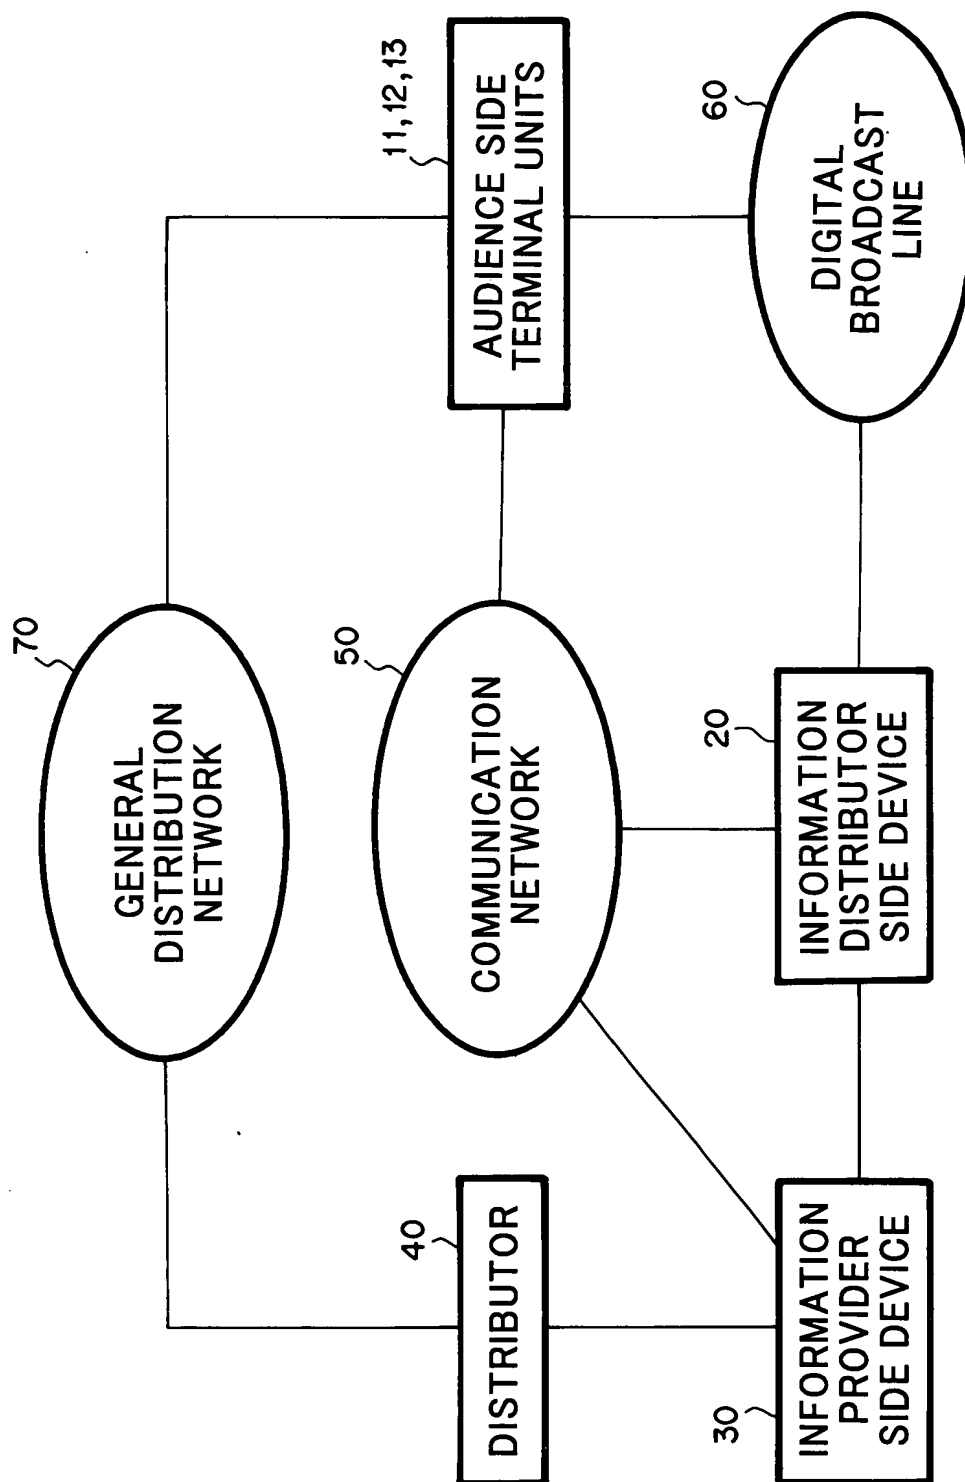 70
GENERAL
DISTRIBUTION
NETWORK
40
DISTRIBUTOR
50
COMMUNICATION
NETWORK
11,12,13
AUDIENCE SIDE
TERMINAL UNITS
30
INFORMATION
PROVIDER
SIDE DEVICE
20
INFORMATION
DISTRIBUTOR
SIDE DEVICE
60
DIGITAL
BROADCAST
LINE